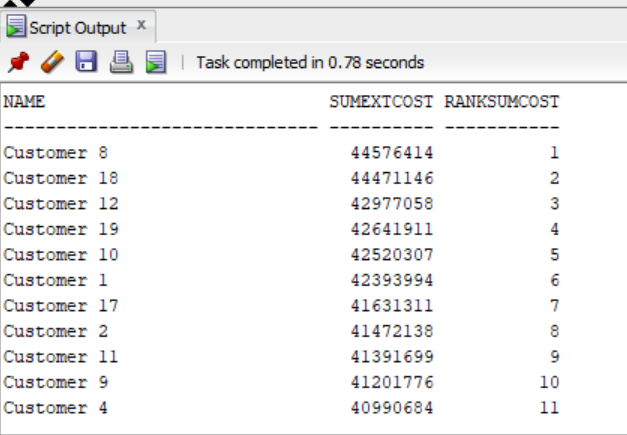 Script Output x
Task completed in 0.78 seconds
NAME SUMEXTCOST RANKSUMCOST
------------------------------ ---------- -----------
Customer 8 44576414 1
Customer 18 44471146 2
Customer 12 42977058 3
Customer 19 42641911 4
Customer 10 42520307 5
Customer 1 42393994 6
Customer 17 41631311 7
Customer 2 41472138 8
Customer 11 41391699 9
Customer 9 41201776 10
Customer 4 40990684 11